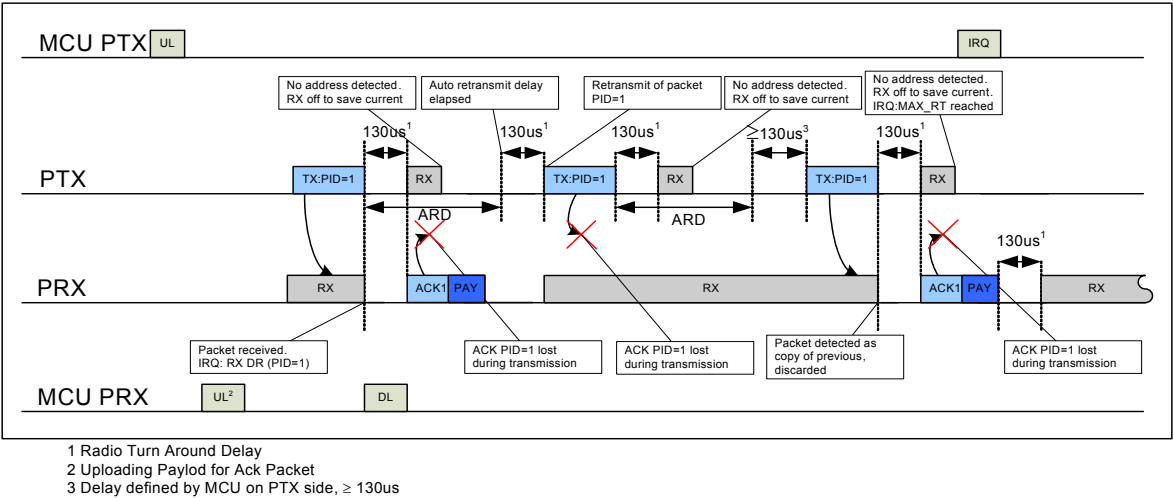 MCU PTX
UL
IRQ
No address detected.
RX off to save current
Auto retransmit delay
elapsed
Retransmit of packet
PID=1
No address detected.
RX off to save current
No address detected.
RX off to save current.
IRQ:MAX_RT reached
130us1
130us1
130us1
≥130us3
130us1
PTX
TX:PID=1
RX
TX:PID=1
RX
TX:PID=1
RX
ARD
ARD
130us1
PRX
RX
ACK1
PAY
RX
ACK1
PAY
RX
Packet received.
IRQ: RX DR (PID=1)
ACK PID=1 lost
during transmission
ACK PID=1 lost
during transmission
Packet detected as
copy of previous,
discarded
ACK PID=1 lost
during transmission
MCU PRX
UL2
DL
1 Radio Turn Around Delay
2 Uploading Paylod for Ack Packet
3 Delay defined by MCU on PTX side, ≥ 130us